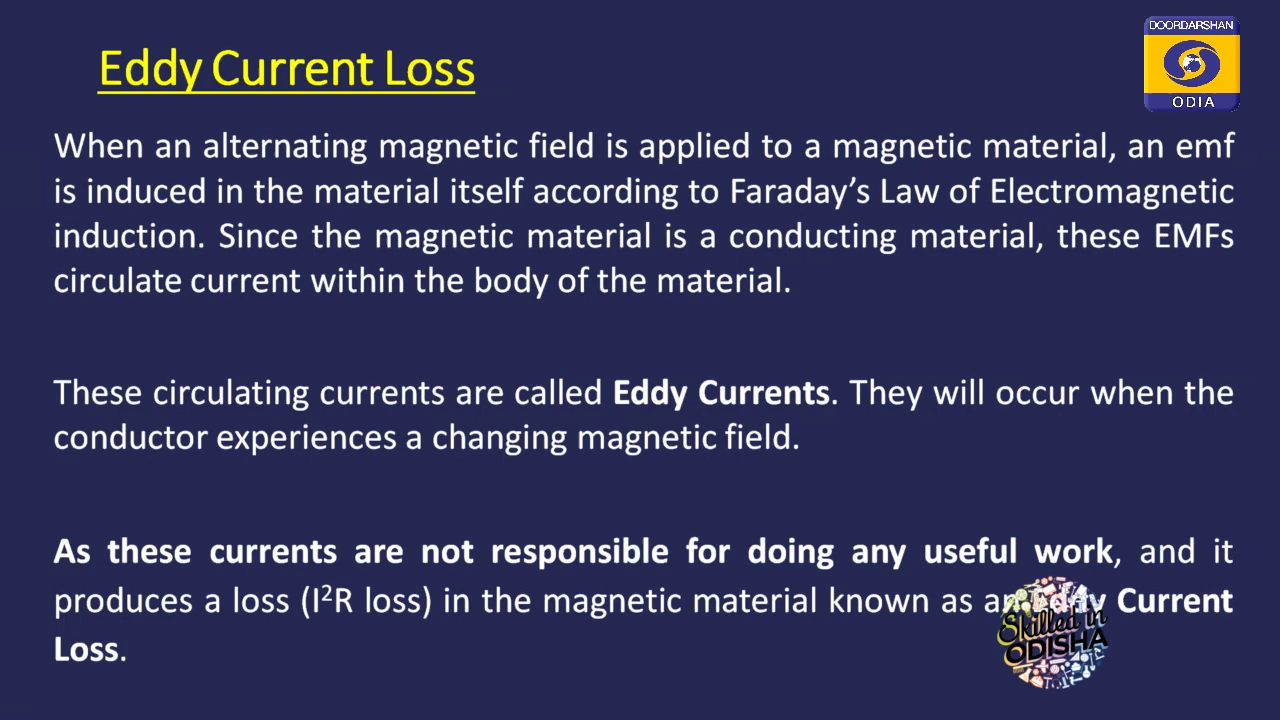 Eddy Current Loss
DOORDARSHAN
ODIA
When an alternating magnetic field is applied to a magnetic material, an emf
is induced in the material itself according to Faraday’s Law of Electromagnetic
induction. Since the magnetic material is a conducting material, these EMFs
circulate current within the body of the material.
These circulating currents are called Eddy Currents. They will occur when the
conductor experiences a changing magnetic field.
As these currents are not responsible for doing any useful work, and it
produces a loss (I²R loss) in the magnetic material known as an Eddy Current
Loss.
Skilled in
ODISHA